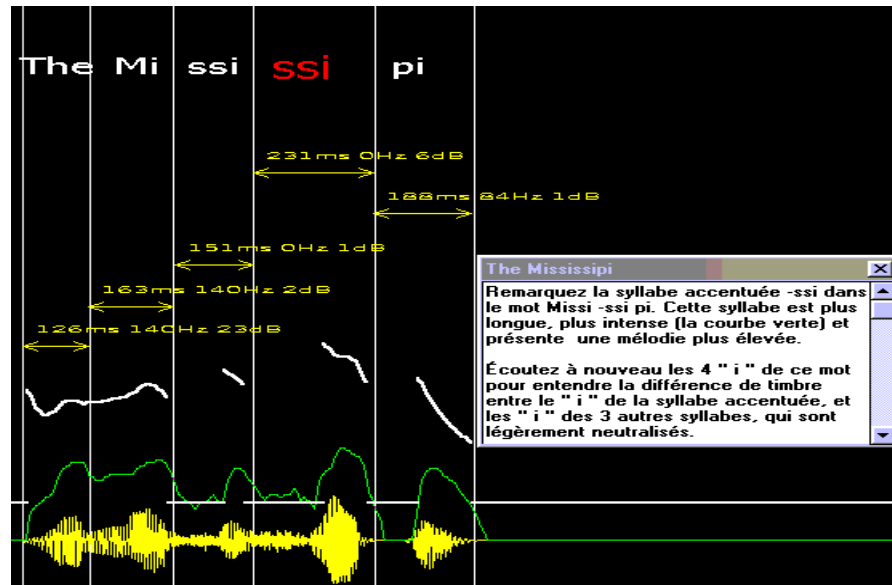 The Mi ssi ssi pi
231ms 0Hz 6dB
188ms 84Hz 1dB
151ms 0Hz 1dB
163ms 140Hz 2dB
126ms 140Hz 23dB
The Mississipi
Remarquez la syllabe accentuée -ssi dans
le mot Missi -ssi pi. Cette syllabe est plus
longue, plus intense (la courbe verte) et
présente une mélodie plus élevée.
Écoutez à nouveau les 4 " i " de ce mot
pour entendre la différence de timbre
entre le " i " de la syllabe accentuée, et
les " i " des 3 autres syllabes, qui sont
légèrement neutralisés.